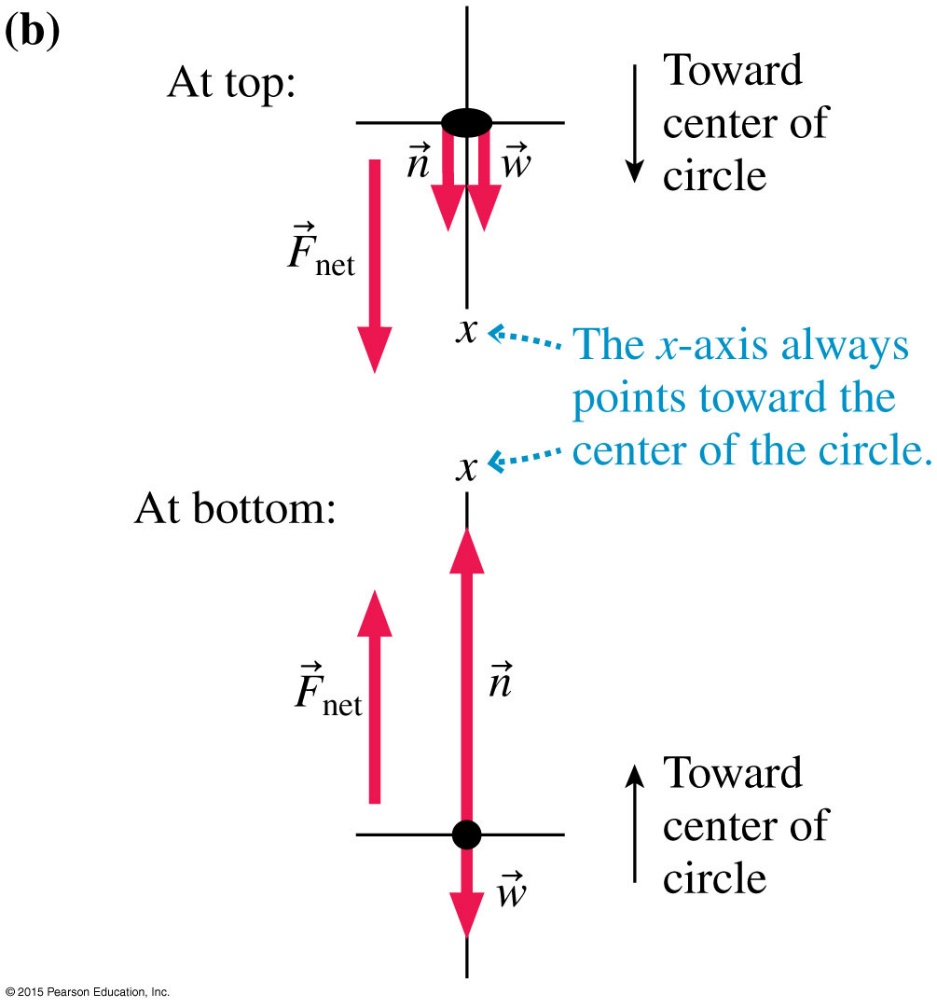 (b)
At top:
Toward
center of
circle
n⃗
w⃗
F⃗net
x
The x-axis always
points toward the
center of the circle.
x
At bottom:
F⃗net
n⃗
Toward
center of
circle
w⃗
© 2015 Pearson Education, Inc.